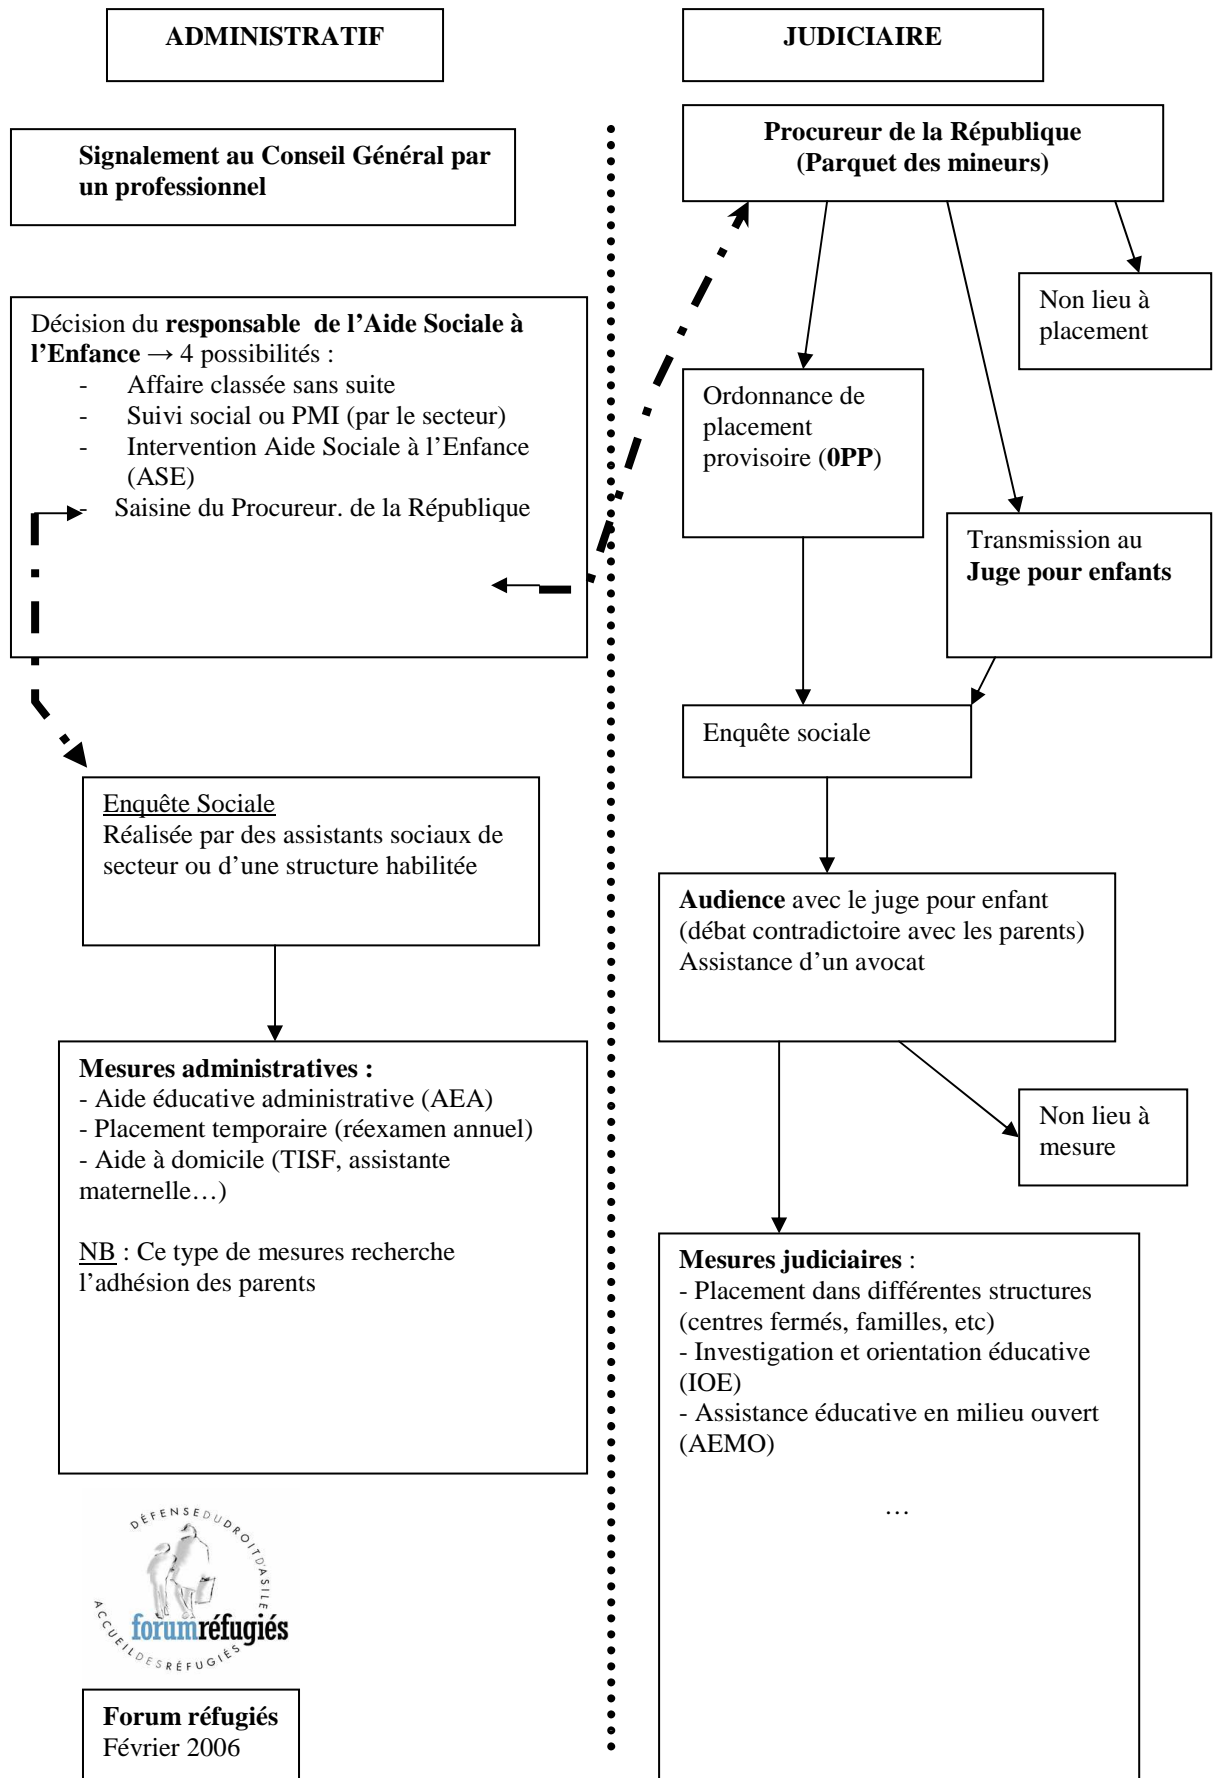 ADMINISTRATIF
Signalement au Conseil Général par
un professionnel
Décision du responsable de l’Aide Sociale à
l’Enfance → 4 possibilités :
- Affaire classée sans suite
- Suivi social ou PMI (par le secteur)
- Intervention Aide Sociale à l’Enfance
(ASE)
- Saisine du Procureur. de la République
Enquête Sociale
Réalisée par des assistants sociaux de
secteur ou d’une structure habilitée
Mesures administratives :
- Aide éducative administrative (AEA)
- Placement temporaire (réexamen annuel)
- Aide à domicile (TISF, assistante
maternelle…)
NB : Ce type de mesures recherche
l’adhésion des parents
DÉFENSE DU DROIT D'ASILE
forumréfugiés
ACCUEIL DES RÉFUGIÉS
Forum réfugiés
Février 2006
JUDICIAIRE
Procureur de la République
(Parquet des mineurs)
Non lieu à
placement
Ordonnance de
placement
provisoire (0PP)
Transmission au
Juge pour enfants
Enquête sociale
Audience avec le juge pour enfant
(débat contradictoire avec les parents)
Assistance d’un avocat
Non lieu à
mesure
Mesures judiciaires :
- Placement dans différentes structures
(centres fermés, familles, etc)
- Investigation et orientation éducative
(IOE)
- Assistance éducative en milieu ouvert
(AEMO)
…